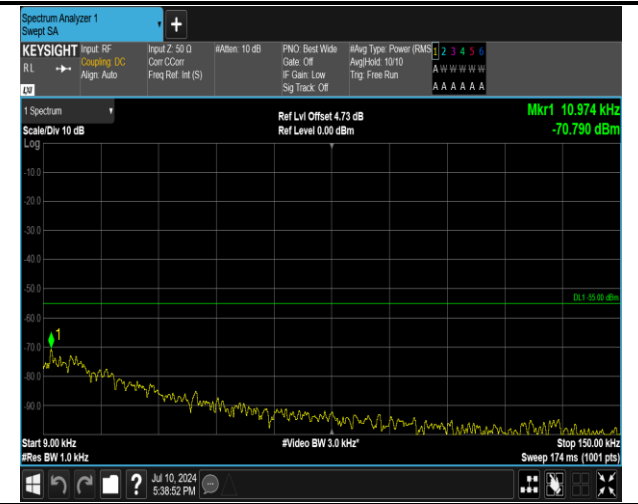 Spectrum Analyzer 1
Swept SA
+
KEYSIGHT
RL
Input: RF
Coupling: DC
Align: Auto
Input Z: 50 Ω
Corr CCorr
Freq Ref: Int (S)
#Atten: 10 dB
PNO: Best Wide
Gate: Off
IF Gain: Low
Sig Track: Off
#Avg Type: Power (RMS
Avg|Hold: 10/10
Trig: Free Run
1 2 3 4 5 6
A W W W W W
A A A A A A
1 Spectrum
Scale/Div 10 dB
Log
Ref Lvl Offset 4.73 dB
Ref Level 0.00 dBm
Mkr1 10.974 kHz
-70.790 dBm
-10.0
-20.0
-30.0
-40.0
-50.0
DL1 -55.00 dBm
-60.0
1
-70.0
-80.0
-90.0
Start 9.00 kHz
#Res BW 1.0 kHz
#Video BW 3.0 kHz*
Stop 150.00 kHz
Sweep 174 ms (1001 pts)
?
Jul 10, 2024
5:38:52 PM